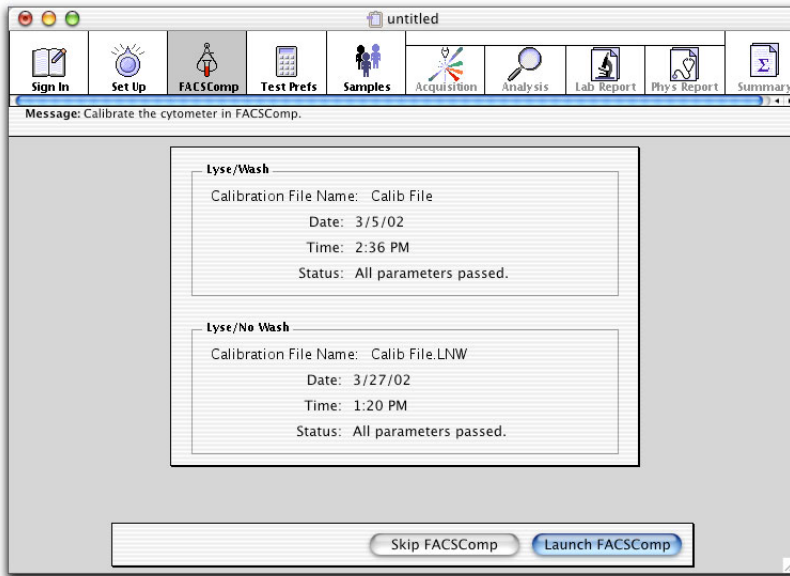 untitled
Sign In Set Up FACSComp Test Prefs Samples Acquisition Analysis Lab Report Phys Report Summary
Message: Calibrate the cytometer in FACSComp.
Lyse/Wash
Calibration File Name: Calib File
Date: 3/5/02
Time: 2:36 PM
Status: All parameters passed.
Lyse/No Wash
Calibration File Name: Calib File.LNW
Date: 3/27/02
Time: 1:20 PM
Status: All parameters passed.
Skip FACSComp Launch FACSComp